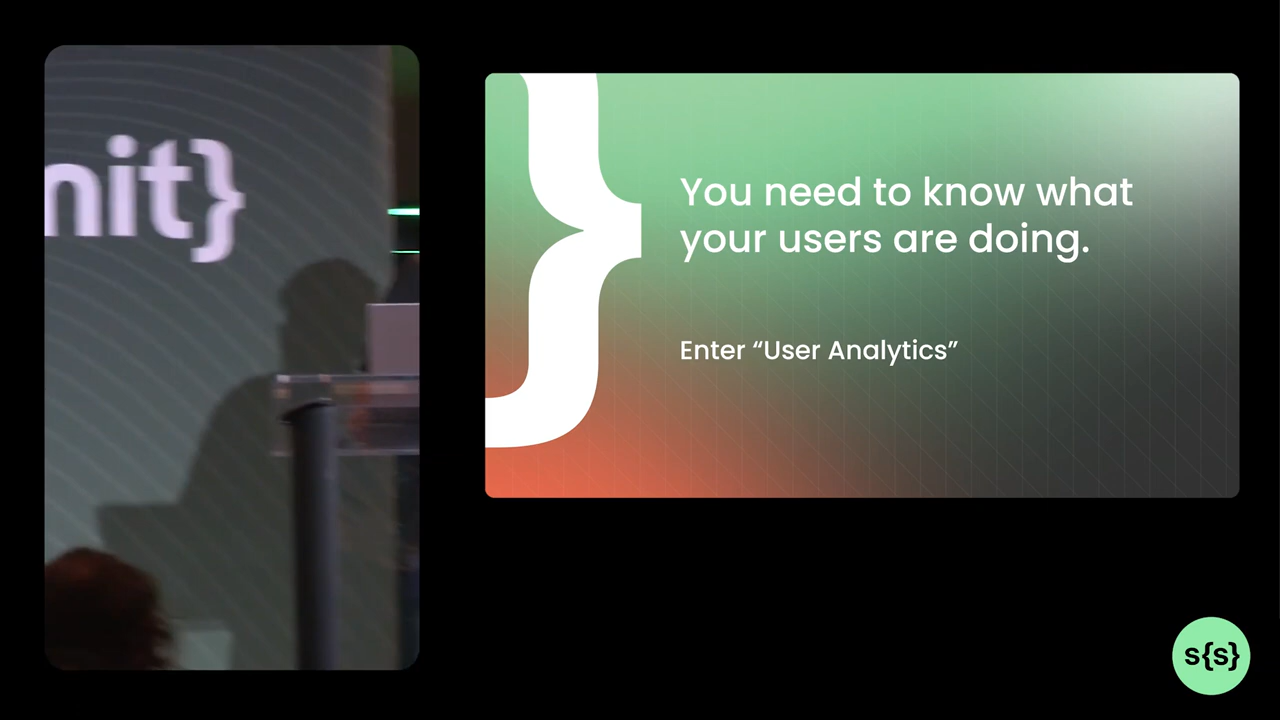 nit}
You need to know what
your users are doing.
Enter “User Analytics”
s{s}